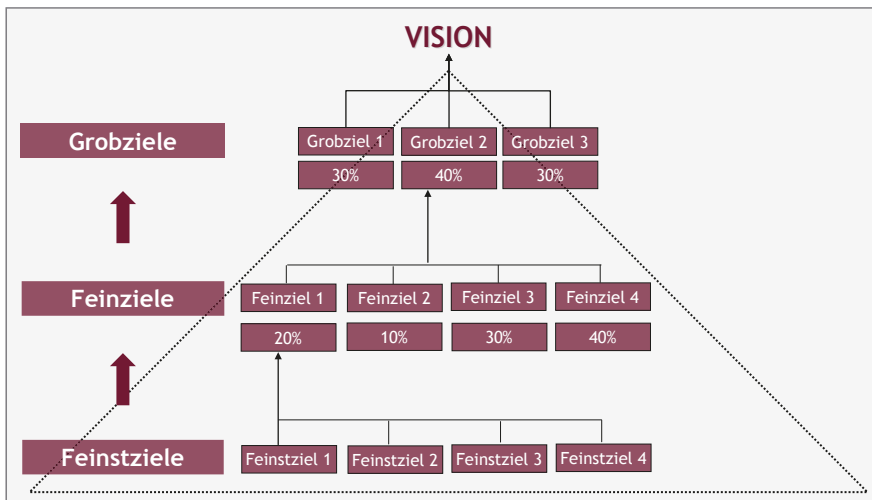 VISION
Grobziele
Grobziel 1 Grobziel 2 Grobziel 3
30% 40% 30%
Feinziele
Feinziel 1 Feinziel 2 Feinziel 3 Feinziel 4
20% 10% 30% 40%
Feinstziele
Feinstziel 1 Feinstziel 2 Feinstziel 3 Feinstziel 4